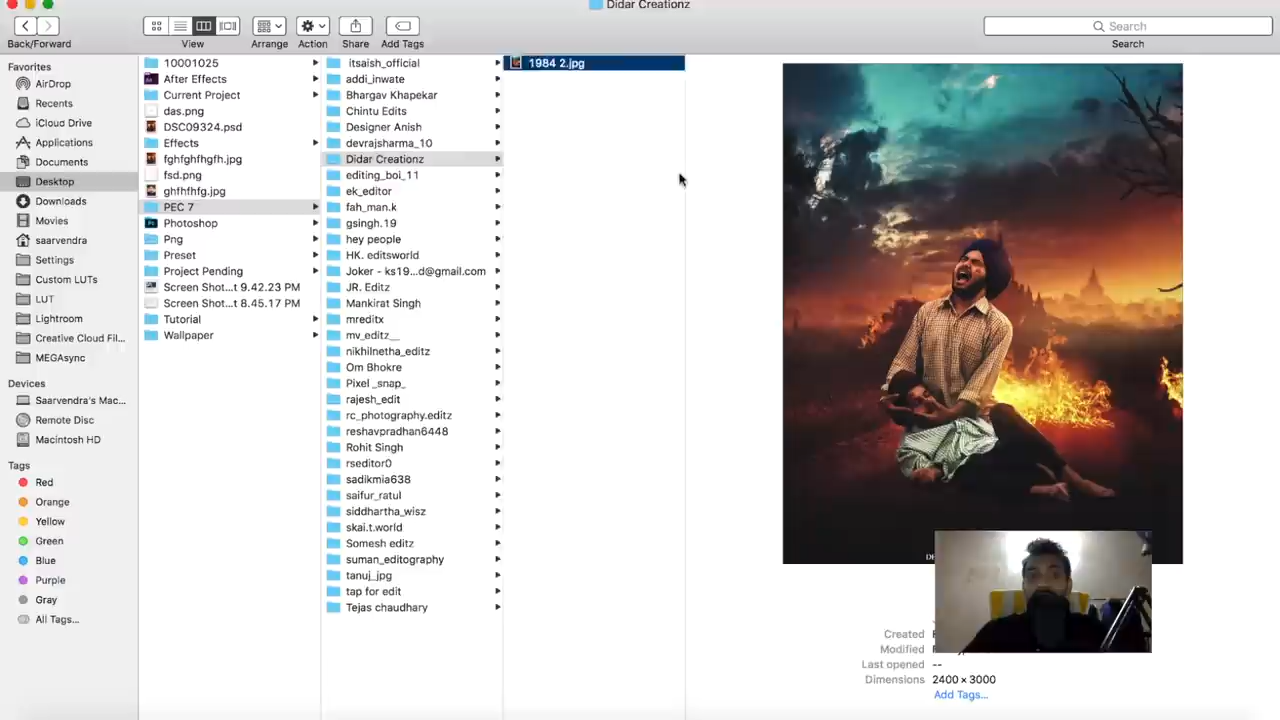 Didar Creationz
Back/Forward
View
Arrange
Action
Share
Add Tags
Search
Search
Favorites
AirDrop
Recents
iCloud Drive
Applications
Documents
Desktop
Downloads
Movies
saarvendra
Settings
Custom LUTs
LUT
Lightroom
Creative Cloud Fil...
MEGAsync
Devices
Saarvendra's Mac...
Remote Disc
Macintosh HD
Tags
Red
Orange
Yellow
Green
Blue
Purple
Gray
All Tags...
10001025
After Effects
Current Project
das.png
DSC09324.psd
Effects
fghfghfgfh.jpg
fsd.png
ghfhfhfg.jpg
PEC 7
Photoshop
Png
Preset
Project Pending
Screen Shot...t 9.42.23 PM
Screen Shot...t 8.45.17 PM
Tutorial
Wallpaper
itsaish_official
addi_inwate
Bhargav Khapekar
Chintu Edits
Designer Anish
devrajsharma_10
Didar Creationz
editing_boi_11
ek_editor
fah_man.k
gsingh.19
hey people
HK. editsworld
Joker - ks19...d@gmail.com
JR. Editz
Mankirat Singh
mreditx
mv_editz__
nikhilnetha_editz
Om Bhokre
Pixel _snap_
rajesh_edit
rc_photography.editz
reshavpradhan6448
Rohit Singh
rseditor0
sadikmia638
saifur_ratul
siddhartha_wisz
skai.t.world
Somesh editz
suman_editography
tanuj_jpg
tap for edit
Tejas chaudhary
1984 2.jpg
Created
Modified
Last opened --
Dimensions 2400 × 3000
Add Tags...